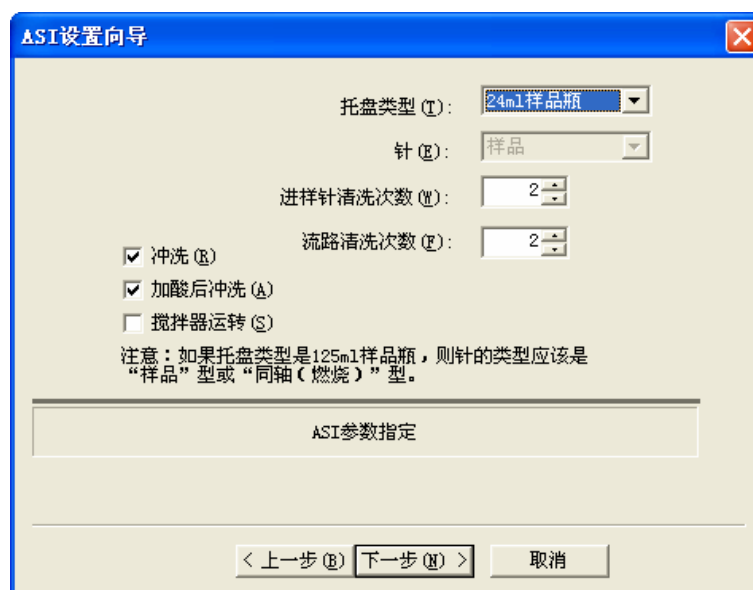 ASI设置向导
托盘类型(T): 24ml样品瓶
针(E): 样品
进样针清洗次数(W): 2
流路清洗次数(F): 2
冲洗(R)
加酸后冲洗(A)
搅拌器运转(S)
注意：如果托盘类型是125ml样品瓶，则针的类型应该是
“样品”型或“同轴（燃烧）”型。
ASI参数指定
< 上一步(B) 下一步(N) > 取消